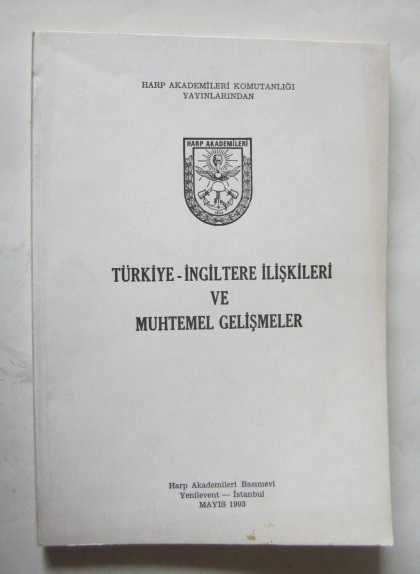 HARP AKADEMİLERİ KOMUTANLIĞI
YAYINLARINDAN
HARP AKADEMİLERİ
TÜRKİYE - İNGİLTERE İLİŞKİLERİ
VE
MUHTEMEL GELİŞMELER
Harp Akademileri Basımevi
Yenilevent — İstanbul
MAYIS 1993